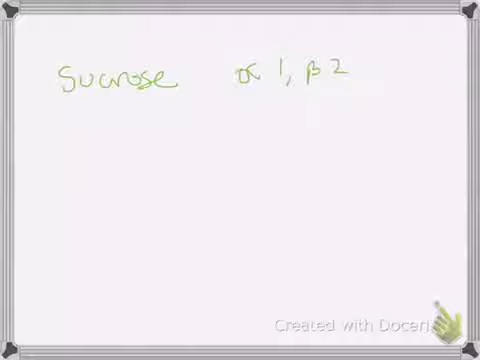 Sucrose α 1, β 2
Created with Doceri